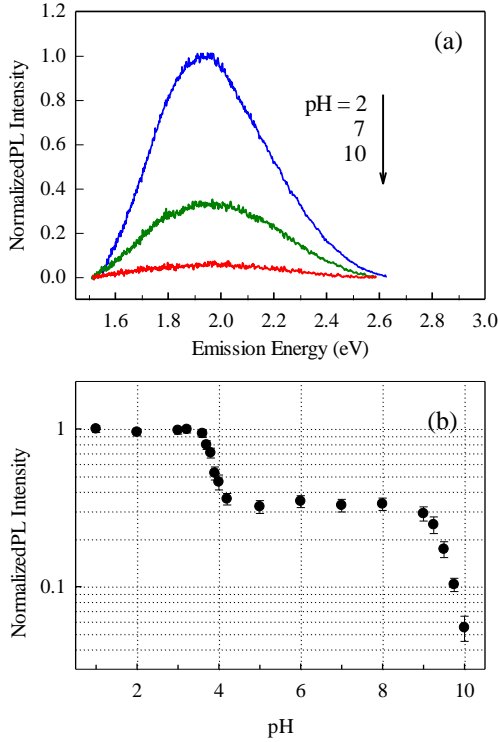 1.2
(a)
1.0
0.8
0.6
0.4
0.2
0.0
NormalizedPL Intensity
pH = 2
7
10
1.6 1.8 2.0 2.2 2.4 2.6 2.8 3.0
Emission Energy (eV)
(b)
1
0.1
NormalizedPL Intensity
2 4 6 8 10
pH